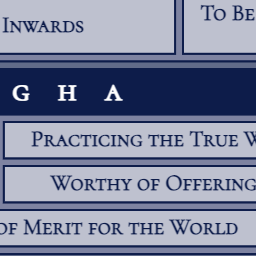 To Be
Inwards
G H A
Practicing the True
Worthy of Offering
of Merit for the World